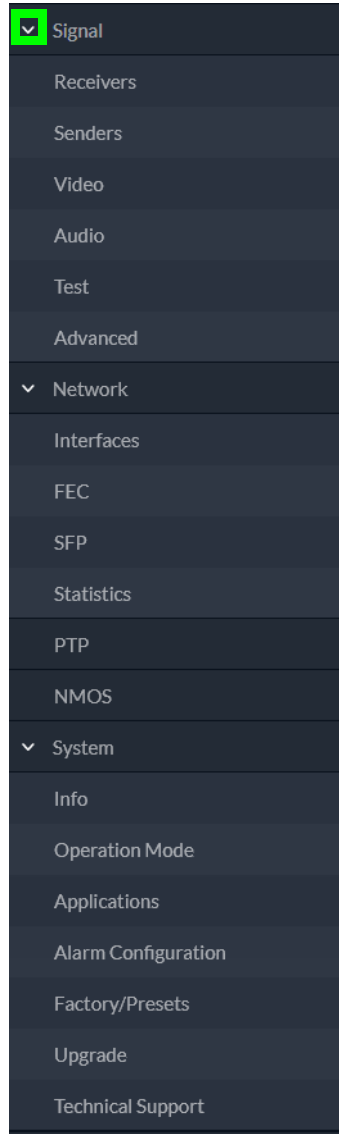 Signal
Receivers
Senders
Video
Audio
Test
Advanced
Network
Interfaces
FEC
SFP
Statistics
PTP
NMOS
System
Info
Operation Mode
Applications
Alarm Configuration
Factory/Presets
Upgrade
Technical Support